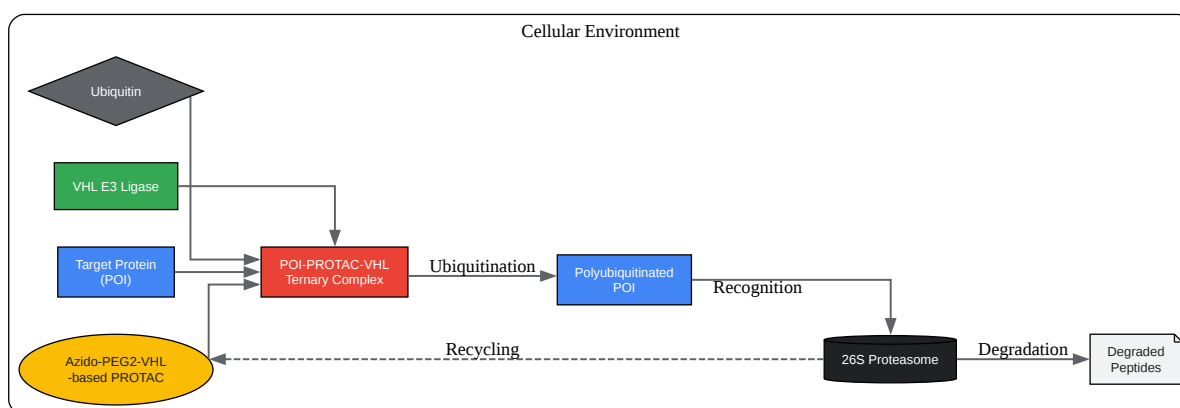 Cellular Environment
Ubiquitin
VHL E3 Ligase
Target Protein
(POI)
POI-PROTAC-VHL
Ternary Complex
Ubiquitination
Polyubiquitinated
POI
Recognition
Azido-PEG2-VHL
-based PROTAC
Recycling
26S Proteasome
Degradation
Degraded
Peptides